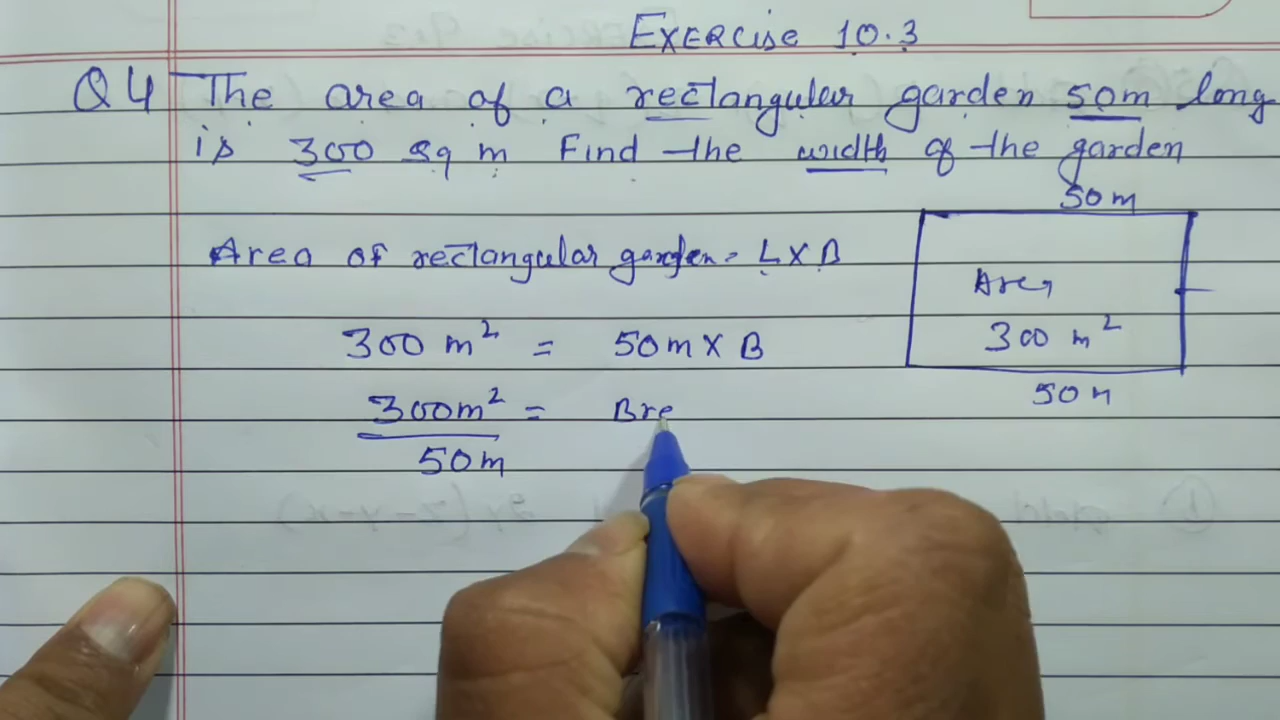 Exercise 10.3
Q4 The area of a rectangular garden 50m long
is 300 sq m Find the width of the garden
50m
Area of rectangular garden = L X B
Area
300 m² = 50m X B
300 m²
300m² = Bre
50m
50 m